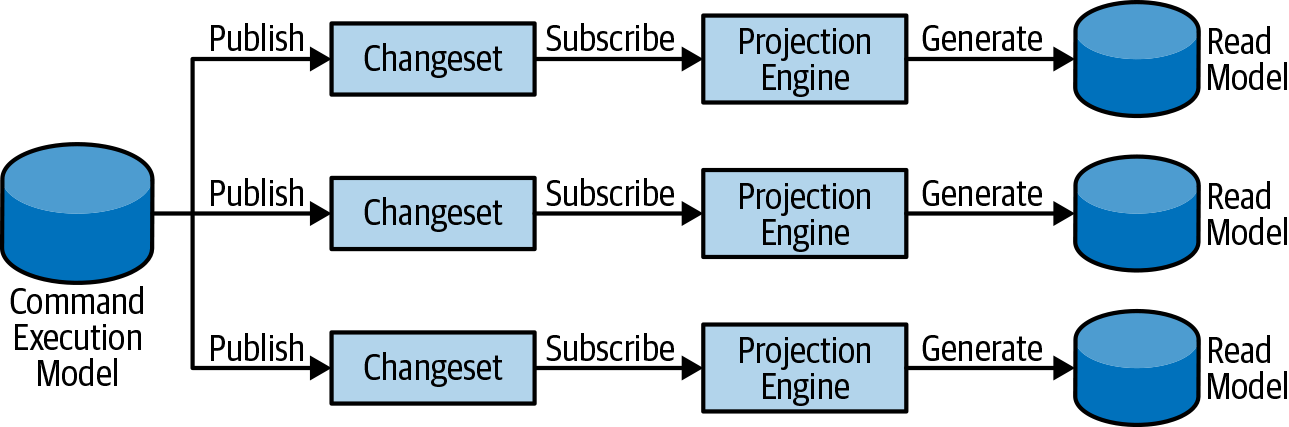 Publish
Changeset
Subscribe
Projection
Engine
Generate
Read
Model
Publish
Changeset
Subscribe
Projection
Engine
Generate
Read
Model
Command
Execution
Model
Publish
Changeset
Subscribe
Projection
Engine
Generate
Read
Model